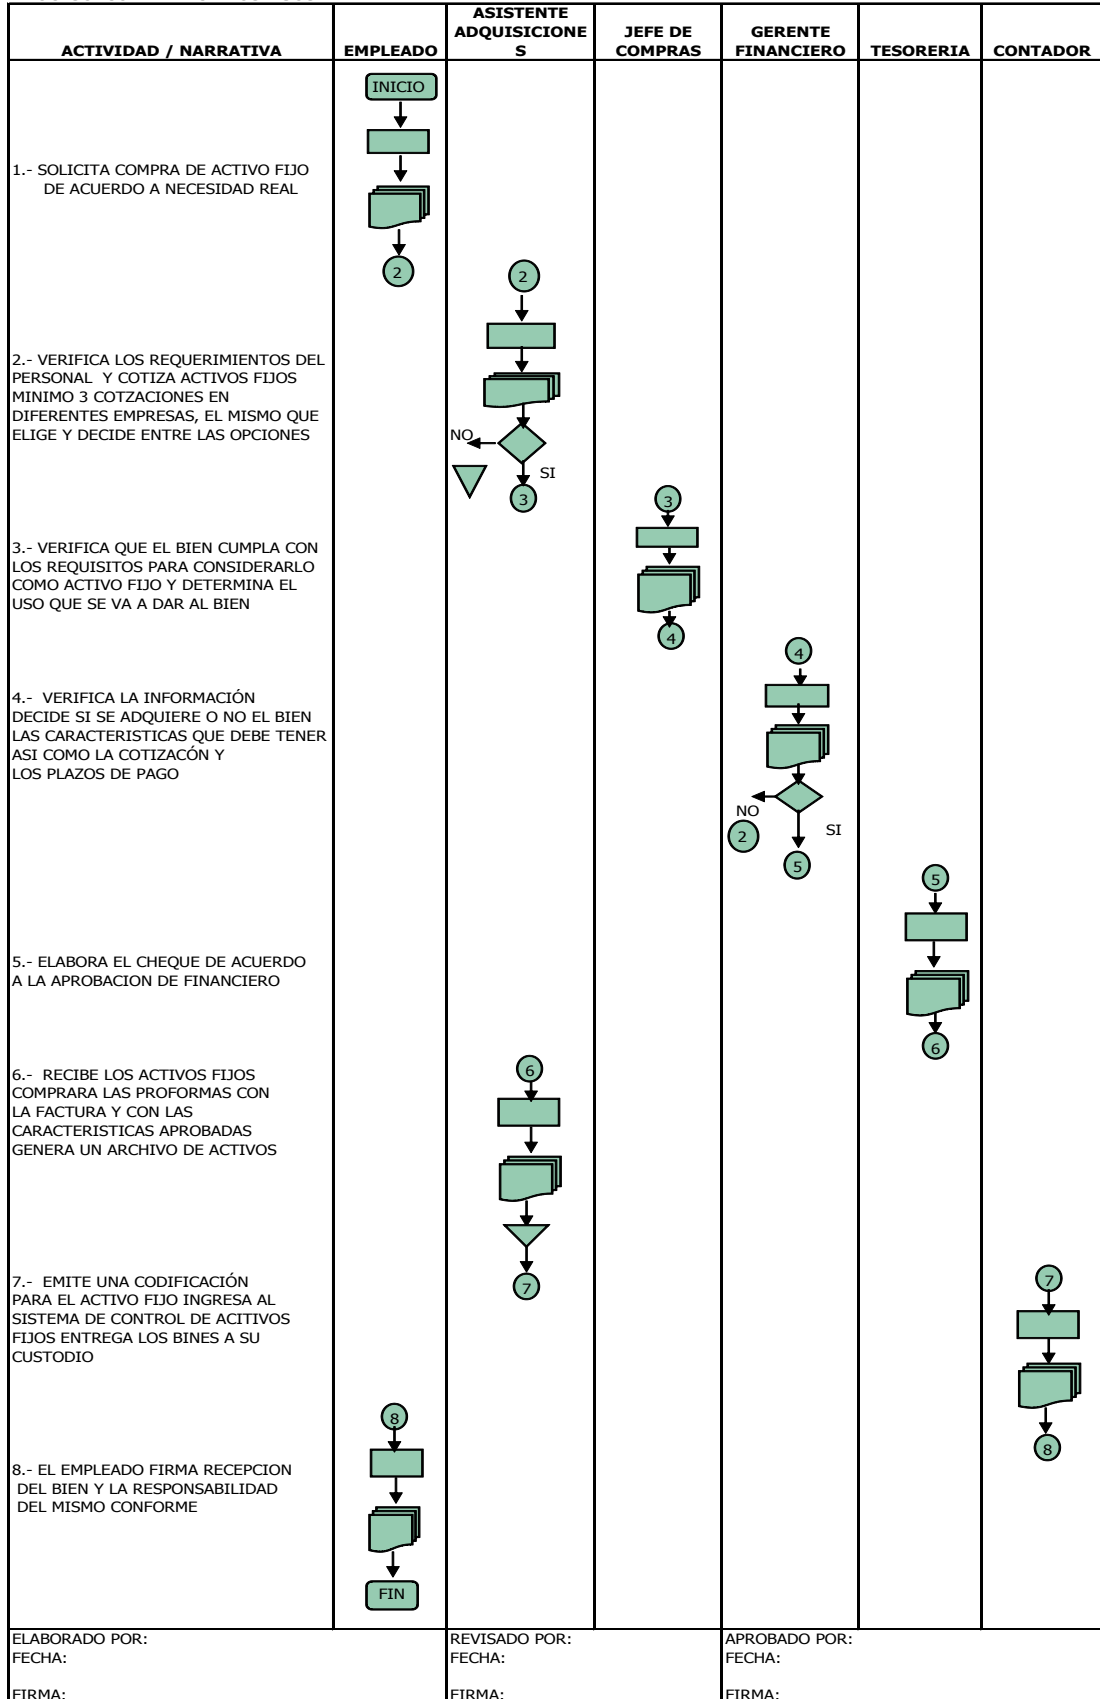 ACTIVIDAD / NARRATIVA
EMPLEADO
ASISTENTE
ADQUISICIONE
S
JEFE DE
COMPRAS
GERENTE
FINANCIERO
TESORERIA
CONTADOR
INICIO
1.- SOLICITA COMPRA DE ACTIVO FIJO
DE ACUERDO A NECESIDAD REAL
2
2
2.- VERIFICA LOS REQUERIMIENTOS DEL
PERSONAL Y COTIZA ACTIVOS FIJOS
MINIMO 3 COTZACIONES EN
DIFERENTES EMPRESAS, EL MISMO QUE
ELIGE Y DECIDE ENTRE LAS OPCIONES
NO
SI
3
3
3.- VERIFICA QUE EL BIEN CUMPLA CON
LOS REQUISITOS PARA CONSIDERARLO
COMO ACTIVO FIJO Y DETERMINA EL
USO QUE SE VA A DAR AL BIEN
4
4
4.- VERIFICA LA INFORMACIÓN
DECIDE SI SE ADQUIERE O NO EL BIEN
LAS CARACTERISTICAS QUE DEBE TENER
ASI COMO LA COTIZACÓN Y
LOS PLAZOS DE PAGO
NO
2
SI
5
5
5.- ELABORA EL CHEQUE DE ACUERDO
A LA APROBACION DE FINANCIERO
6
6
6.- RECIBE LOS ACTIVOS FIJOS
COMPRARA LAS PROFORMAS CON
LA FACTURA Y CON LAS
CARACTERISTICAS APROBADAS
GENERA UN ARCHIVO DE ACTIVOS
7
7
7.- EMITE UNA CODIFICACIÓN
PARA EL ACTIVO FIJO INGRESA AL
SISTEMA DE CONTROL DE ACITIVOS
FIJOS ENTREGA LOS BINES A SU
CUSTODIO
8
8
8.- EL EMPLEADO FIRMA RECEPCION
DEL BIEN Y LA RESPONSABILIDAD
DEL MISMO CONFORME
FIN
ELABORADO POR:
FECHA:
FIRMA:
REVISADO POR:
FECHA:
FIRMA:
APROBADO POR:
FECHA:
FIRMA: